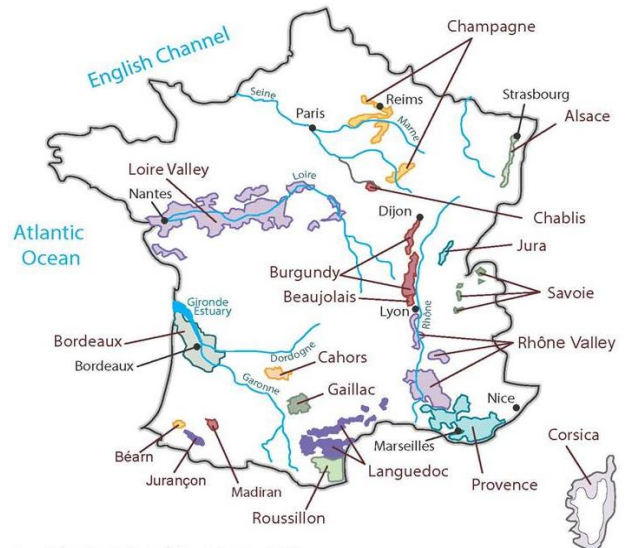 Champagne
English Channel
Seine
Reims
Strasbourg
Paris
Marne
Alsace
Loire Valley
Loire
Nantes
Dijon
Chablis
Atlantic
Ocean
Jura
Burgundy
Beaujolais
Savoie
Lyon
Rhône
Gironde
Estuary
Bordeaux
Bordeaux
Rhône Valley
Dordogne
Cahors
Garonne
Gaillac
Nice
Marseilles
Corsica
Béarn
Jurançon
Madiran
Languedoc
Provence
Roussillon